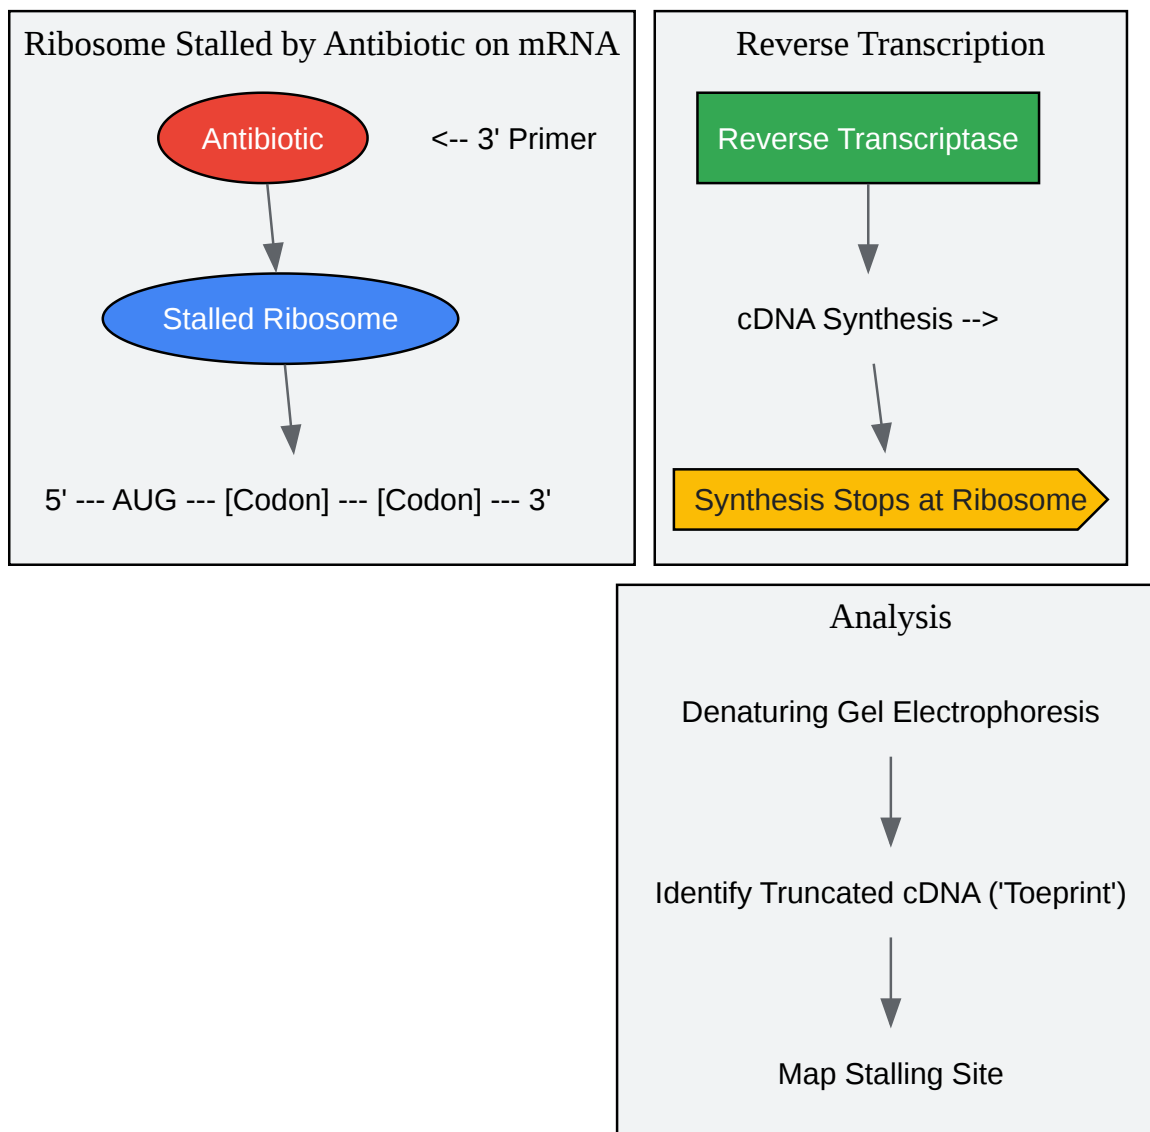 Ribosome Stalled by Antibiotic on mRNA
Antibiotic
<-- 3' Primer
Stalled Ribosome
5' --- AUG --- [Codon] --- [Codon] --- 3'
Reverse Transcription
Reverse Transcriptase
cDNA Synthesis -->
Synthesis Stops at Ribosome
Analysis
Denaturing Gel Electrophoresis
Identify Truncated cDNA ('Toeprint')
Map Stalling Site